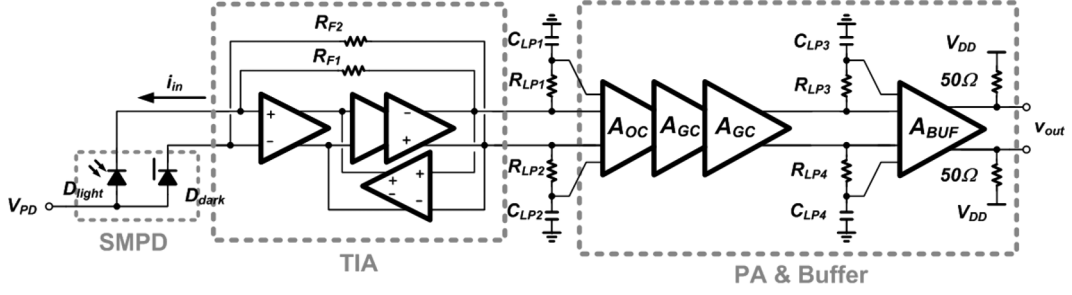 R_F2
R_F1
i_in
C_LP1
R_LP1
C_LP3
R_LP3
V_DD
50Ω
+
-
-
+
A_OC
A_GC
A_GC
A_BUF
v_out
D_light
D_dark
V_PD
+
-
+
-
R_LP2
C_LP2
R_LP4
C_LP4
50Ω
V_DD
SMPD
TIA
PA & Buffer